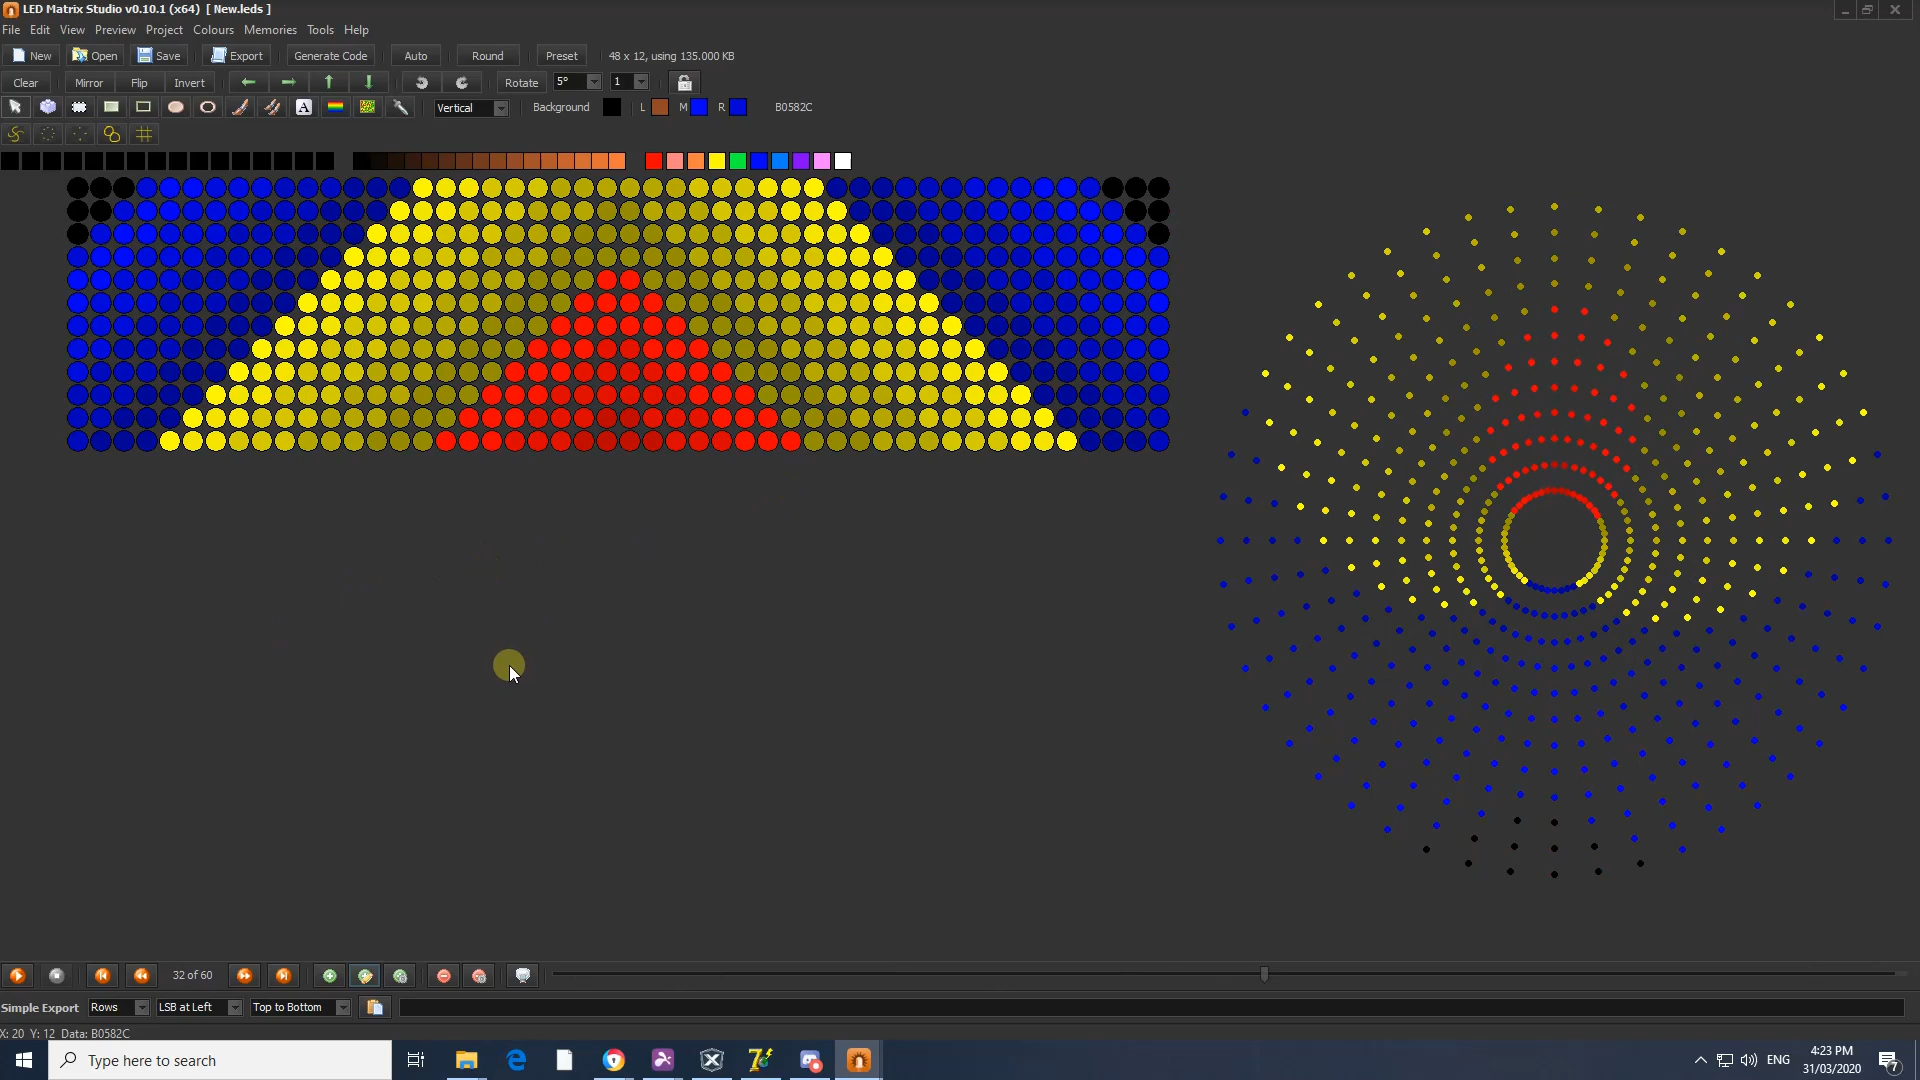 LED Matrix Studio v0.10.1 (x64) [ New.leds ]
File Edit View Preview Project Colours Memories Tools Help
New Open Save Export Generate Code Auto Round Preset 48 x 12, using 135.000 KB
Clear Mirror Flip Invert Rotate 5° 1
A Vertical Background L M R B0582C
32 of 60
Simple Export Rows LSB at Left Top to Bottom
X: 20 Y: 12 Data: B0582C
Type here to search
ENG
4:23 PM
31/03/2020
7